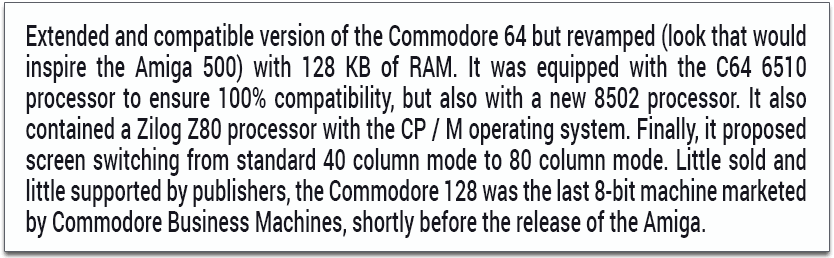 Extended and compatible version of the Commodore 64 but revamped (look that would
inspire the Amiga 500) with 128 KB of RAM. It was equipped with the C64 6510
processor to ensure 100% compatibility, but also with a new 8502 processor. It also
contained a Zilog Z80 processor with the CP / M operating system. Finally, it proposed
screen switching from standard 40 column mode to 80 column mode. Little sold and
little supported by publishers, the Commodore 128 was the last 8-bit machine marketed
by Commodore Business Machines, shortly before the release of the Amiga.